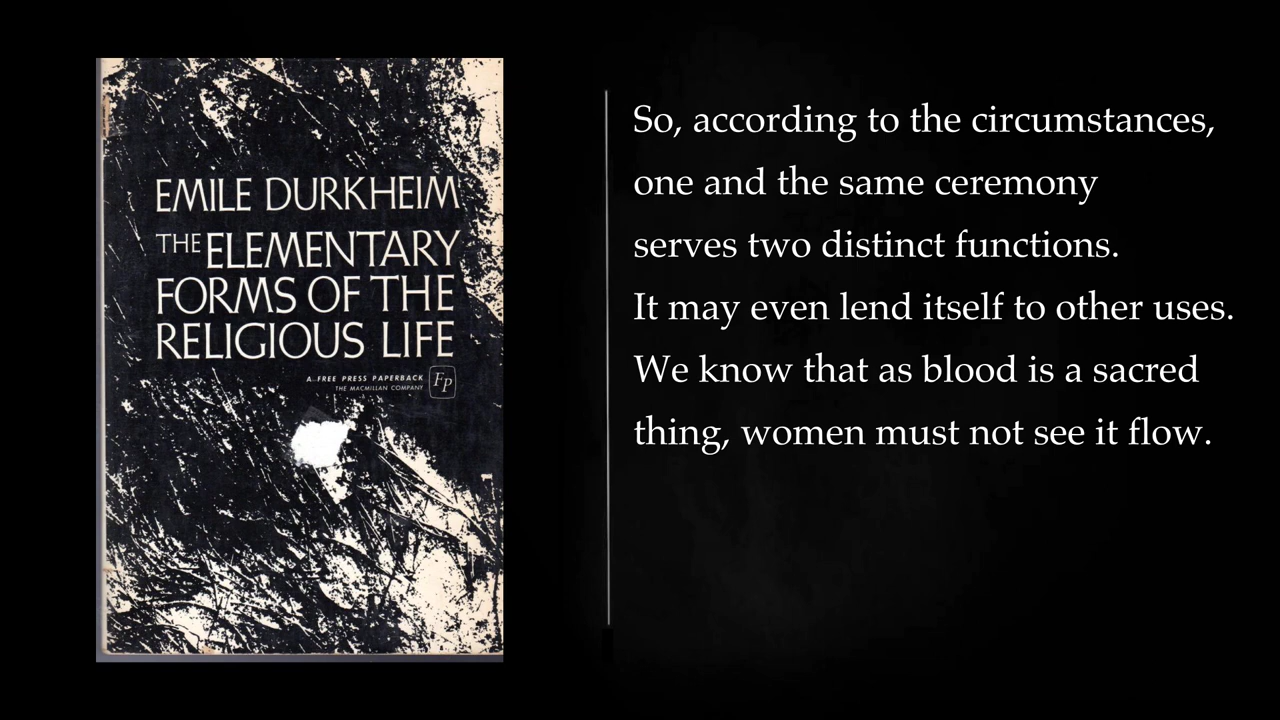 EMILE DURKHEIM
THE ELEMENTARY
FORMS OF THE
RELIGIOUS LIFE
A FREE PRESS PAPERBACK
THE MACMILLAN COMPANY
Fp
So, according to the circumstances,
one and the same ceremony
serves two distinct functions.
It may even lend itself to other uses.
We know that as blood is a sacred
thing, women must not see it flow.